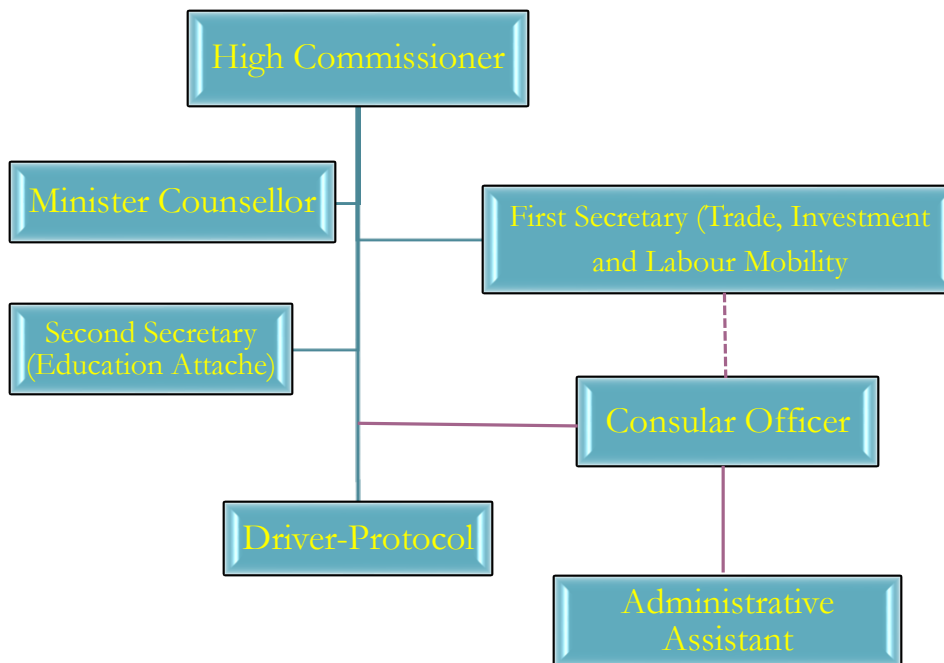 High Commissioner
Minister Counsellor
First Secretary (Trade, Investment
and Labour Mobility
Second Secretary
(Education Attache)
Consular Officer
Driver-Protocol
Administrative
Assistant